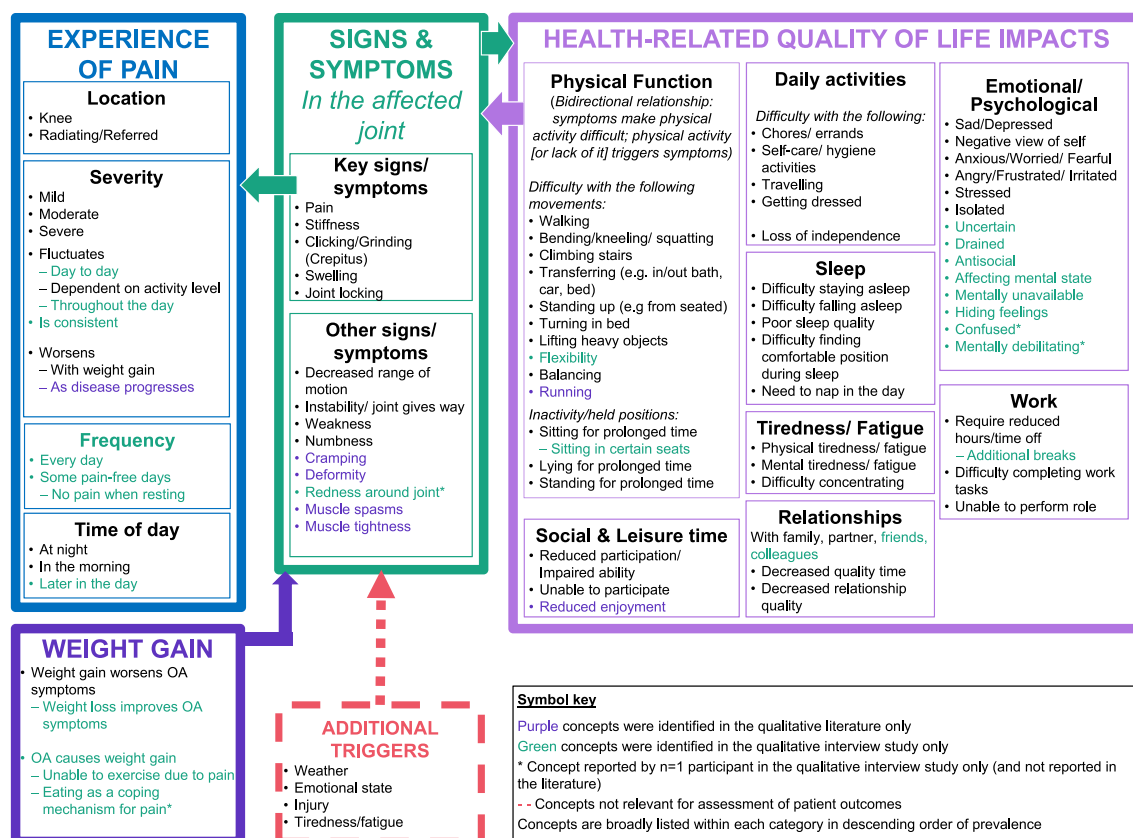 EXPERIENCE
OF PAIN
Location
• Knee
• Radiating/Referred
Severity
• Mild
• Moderate
• Severe
• Fluctuates
– Day to day
– Dependent on activity level
– Throughout the day
• Is consistent
• Worsens
– With weight gain
– As disease progresses
Frequency
• Every day
• Some pain-free days
– No pain when resting
Time of day
• At night
• In the morning
• Later in the day
WEIGHT GAIN
• Weight gain worsens OA
symptoms
– Weight loss improves OA
symptoms
• OA causes weight gain
– Unable to exercise due to pain
– Eating as a coping
mechanism for pain*
SIGNS &
SYMPTOMS
In the affected
joint
Key signs/
symptoms
• Pain
• Stiffness
• Clicking/Grinding
(Crepitus)
• Swelling
• Joint locking
Other signs/
symptoms
• Decreased range of
motion
• Instability/ joint gives way
• Weakness
• Numbness
• Cramping
• Deformity
• Redness around joint*
• Muscle spasms
• Muscle tightness
ADDITIONAL
TRIGGERS
• Weather
• Emotional state
• Injury
• Tiredness/fatigue
HEALTH-RELATED QUALITY OF LIFE IMPACTS
Physical Function
(Bidirectional relationship:
symptoms make physical
activity difficult; physical activity
[or lack of it] triggers symptoms)
Difficulty with the following
movements:
• Walking
• Bending/kneeling/ squatting
• Climbing stairs
• Transferring (e.g. in/out bath,
car, bed)
• Standing up (e.g from seated)
• Turning in bed
• Lifting heavy objects
• Flexibility
• Balancing
• Running
Inactivity/held positions:
• Sitting for prolonged time
– Sitting in certain seats
• Lying for prolonged time
• Standing for prolonged time
Social & Leisure time
• Reduced participation/
Impaired ability
• Unable to participate
• Reduced enjoyment
Daily activities
Difficulty with the following:
• Chores/ errands
• Self-care/ hygiene
activities
• Travelling
• Getting dressed
• Loss of independence
Sleep
• Difficulty staying asleep
• Difficulty falling asleep
• Poor sleep quality
• Difficulty finding
comfortable position
during sleep
• Need to nap in the day
Tiredness/ Fatigue
• Physical tiredness/ fatigue
• Mental tiredness/ fatigue
• Difficulty concentrating
Relationships
With family, partner, friends,
colleagues
• Decreased quality time
• Decreased relationship
quality
Emotional/
Psychological
• Sad/Depressed
• Negative view of self
• Anxious/Worried/ Fearful
• Angry/Frustrated/ Irritated
• Stressed
• Isolated
• Uncertain
• Drained
• Antisocial
• Affecting mental state
• Mentally unavailable
• Hiding feelings
• Confused*
• Mentally debilitating*
Work
• Require reduced
hours/time off
– Additional breaks
• Difficulty completing work
tasks
• Unable to perform role
Symbol key
Purple concepts were identified in the qualitative literature only
Green concepts were identified in the qualitative interview study only
* Concept reported by n=1 participant in the qualitative interview study only (and not reported in
the literature)
- - Concepts not relevant for assessment of patient outcomes
Concepts are broadly listed within each category in descending order of prevalence